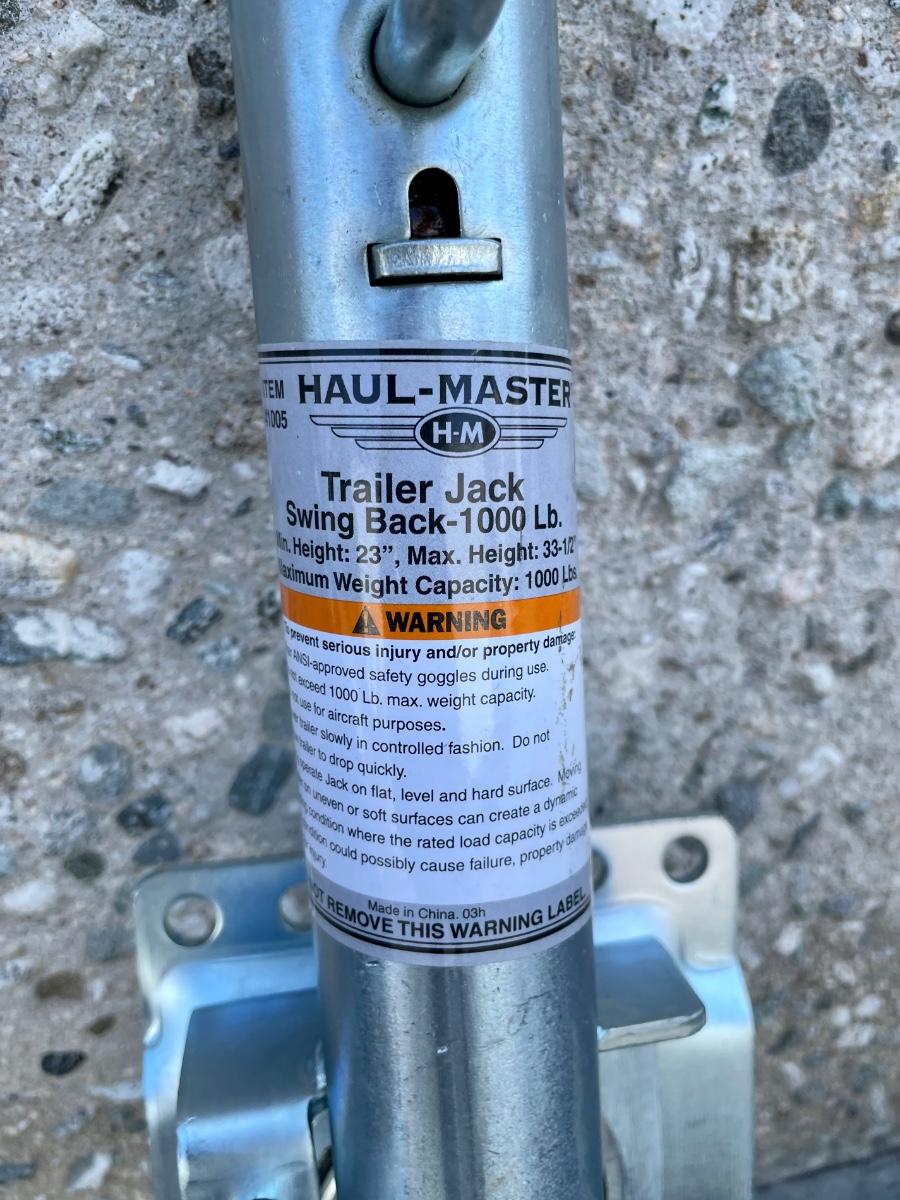 ITEM HAUL-MASTER
1005
H-M
Trailer Jack
Swing Back-1000 Lb.
Min. Height: 23", Max. Height: 33-1/2"
Maximum Weight Capacity: 1000 Lbs.
WARNING
To prevent serious injury and/or property damage:
ANSI-approved safety goggles during use.
exceed 1000 Lb. max. weight capacity.
use for aircraft purposes.
trailer slowly in controlled fashion. Do not
trailer to drop quickly.
Operate Jack on flat, level and hard surface. Moving
on uneven or soft surfaces can create a dynamic
condition where the rated load capacity is exceeded
could possibly cause failure, property damage
injury.
Made in China. 03h
NOT REMOVE THIS WARNING LABEL.